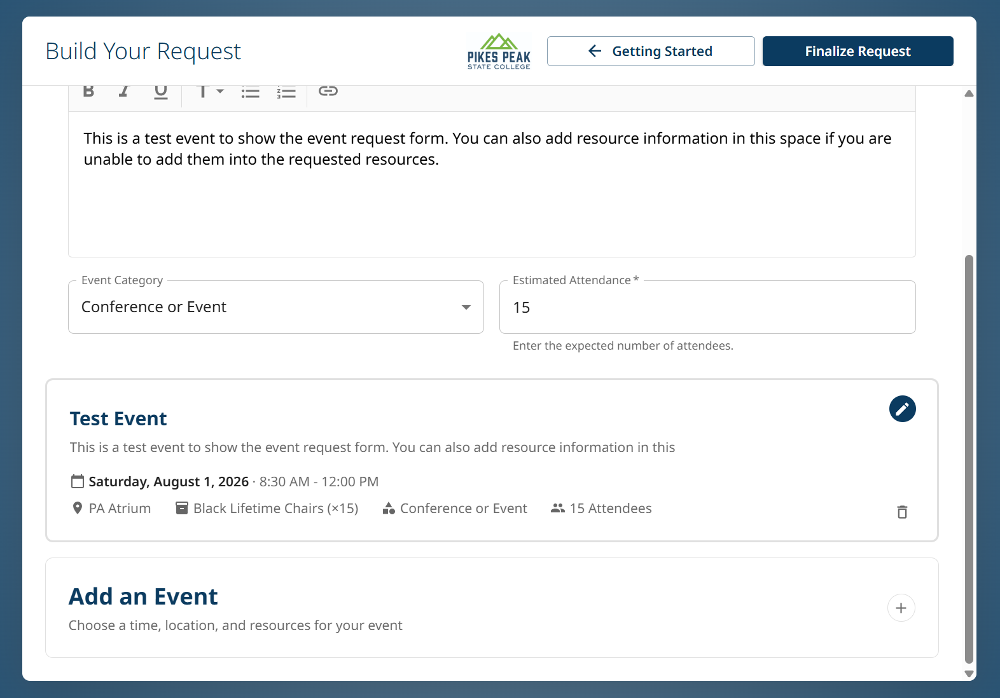 Build Your Request
PIKES PEAK
STATE COLLEGE
Getting Started
Finalize Request
B I U T
This is a test event to show the event request form. You can also add resource information in this space if you are
unable to add them into the requested resources.
Event Category
Conference or Event
Estimated Attendance *
15
Enter the expected number of attendees.
Test Event
This is a test event to show the event request form. You can also add resource information in this
Saturday, August 1, 2026 · 8:30 AM - 12:00 PM
PA Atrium
Black Lifetime Chairs (×15)
Conference or Event
15 Attendees
Add an Event
Choose a time, location, and resources for your event